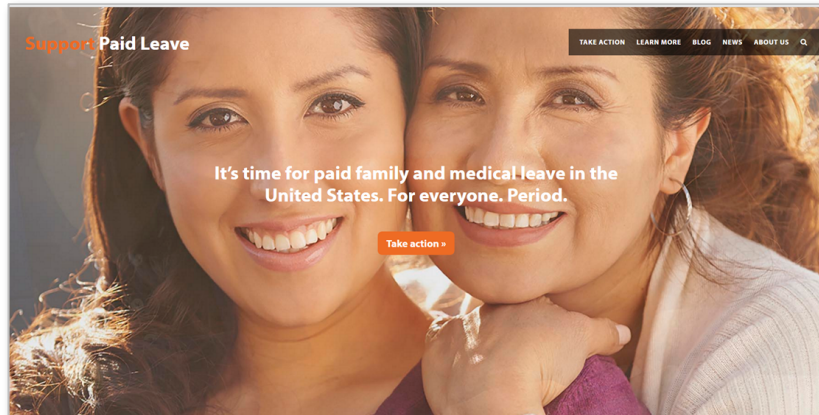 Support Paid Leave
TAKE ACTION LEARN MORE BLOG NEWS ABOUT US
It’s time for paid family and medical leave in the
United States. For everyone. Period.
Take action »